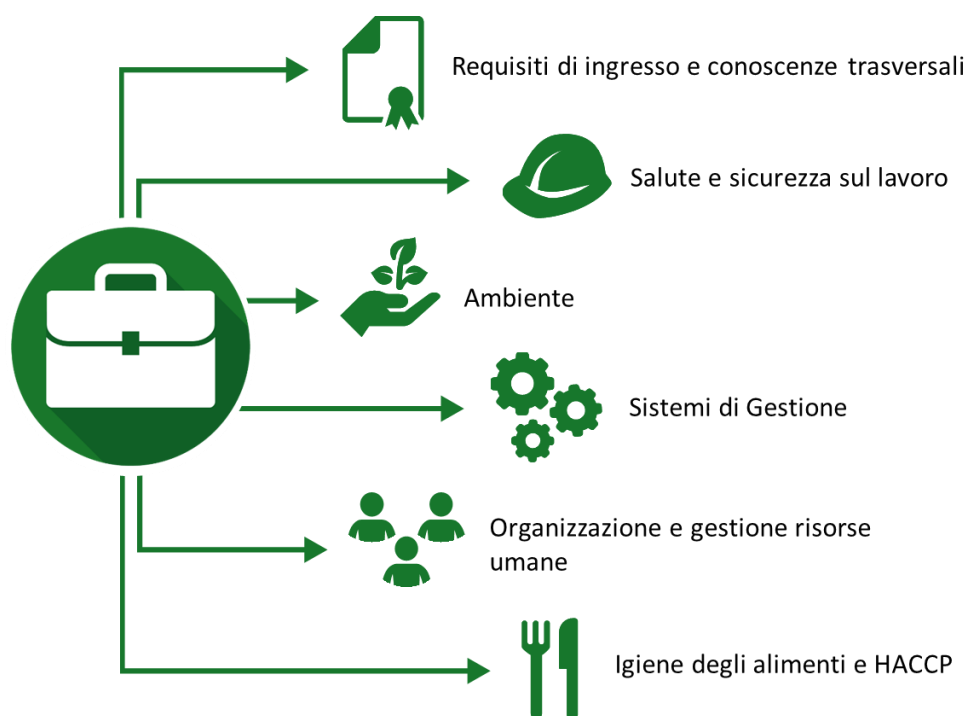 Requisiti di ingresso e conoscenze trasversali
Salute e sicurezza sul lavoro
Ambiente
Sistemi di Gestione
Organizzazione e gestione risorse
umane
Igiene degli alimenti e HACCP